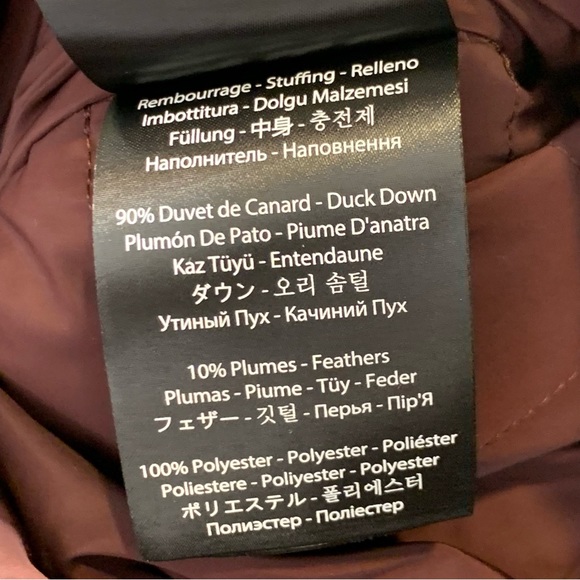 Rembourrage - Stuffing - Relleno
Imbottitura - Dolgu Malzemesi
Füllung - 中身 - 충전제
Наполнитель - Наповнення
90% Duvet de Canard - Duck Down
Plumón De Pato - Piume D'anatra
Kaz Tüyü - Entendaune
ダウン - 오리 솜털
Утиный Пух - Качиний Пух
10% Plumes - Feathers
Plumas - Piume - Tüy - Feder
フェザー - 깃털 - Перья - Пір'Я
100% Polyester - Polyester - Poliéster
Poliestere - Poliyester - Polyester
ポリエステル - 폴리에스터
Полиэстер - Поліестер